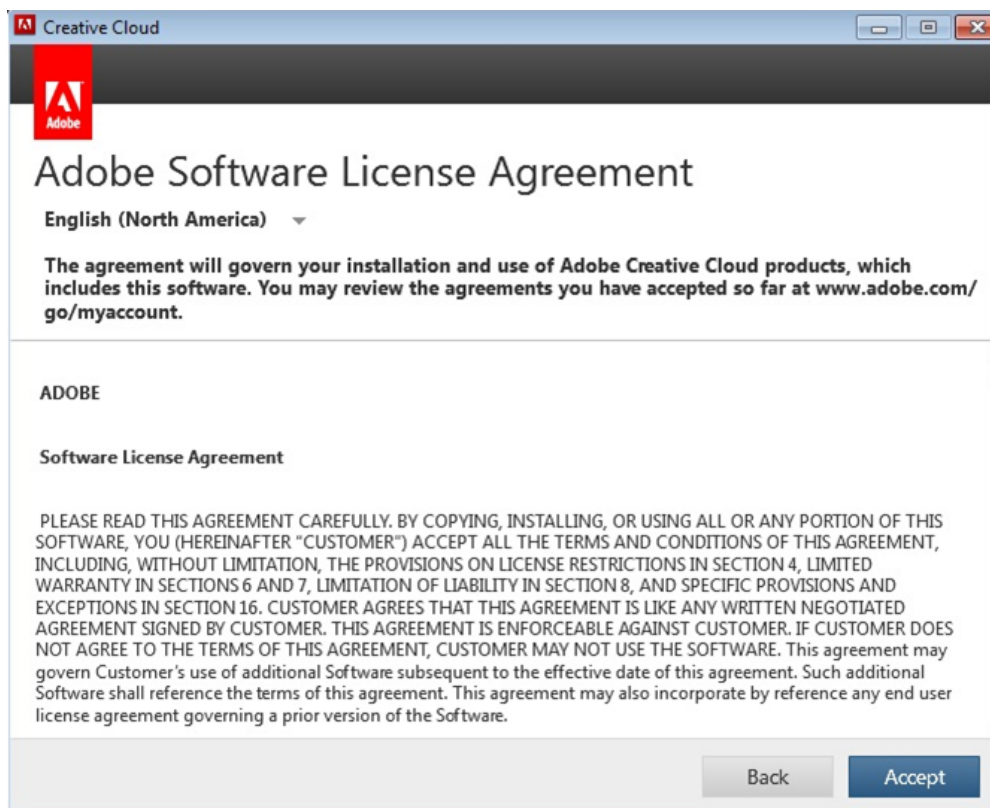 Creative Cloud
Adobe
Adobe Software License Agreement
English (North America)
The agreement will govern your installation and use of Adobe Creative Cloud products, which
includes this software. You may review the agreements you have accepted so far at www.adobe.com/
go/myaccount.
ADOBE
Software License Agreement
PLEASE READ THIS AGREEMENT CAREFULLY. BY COPYING, INSTALLING, OR USING ALL OR ANY PORTION OF THIS
SOFTWARE, YOU (HEREINAFTER “CUSTOMER”) ACCEPT ALL THE TERMS AND CONDITIONS OF THIS AGREEMENT,
INCLUDING, WITHOUT LIMITATION, THE PROVISIONS ON LICENSE RESTRICTIONS IN SECTION 4, LIMITED
WARRANTY IN SECTIONS 6 AND 7, LIMITATION OF LIABILITY IN SECTION 8, AND SPECIFIC PROVISIONS AND
EXCEPTIONS IN SECTION 16. CUSTOMER AGREES THAT THIS AGREEMENT IS LIKE ANY WRITTEN NEGOTIATED
AGREEMENT SIGNED BY CUSTOMER. THIS AGREEMENT IS ENFORCEABLE AGAINST CUSTOMER. IF CUSTOMER DOES
NOT AGREE TO THE TERMS OF THIS AGREEMENT, CUSTOMER MAY NOT USE THE SOFTWARE. This agreement may
govern Customer's use of additional Software subsequent to the effective date of this agreement. Such additional
Software shall reference the terms of this agreement. This agreement may also incorporate by reference any end user
license agreement governing a prior version of the Software.
Back
Accept